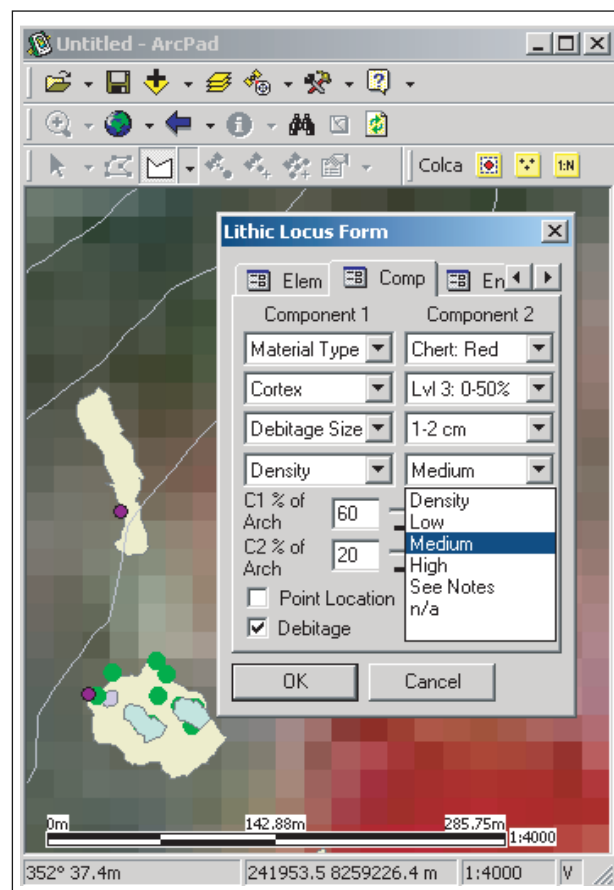 Untitled - ArcPad
Colca 1:N
Lithic Locus Form
Elem Comp En
Component 1 Component 2
Material Type Chert: Red
Cortex Lvl 3: 0-50%
Debitage Size 1-2 cm
Density Medium
Density
Low
Medium
High
See Notes
n/a
C1 % of
Arch 60
C2 % of
Arch 20
Point Location
Debitage
OK Cancel
0m 142.88m 285.75m
1:4000
352° 37.4m 241953.5 8259226.4 m 1:4000 V